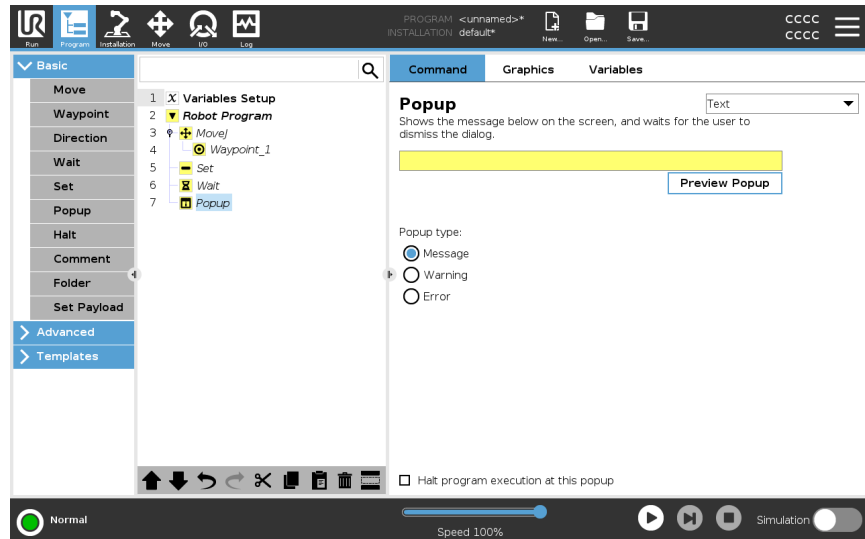 UR
PROGRAM <unnamed>*
INSTALLATION default*
CCCC
CCCC
Run Program Installation Move I/O Log New... Open... Save...
Basic
Move
Waypoint
Direction
Wait
Set
Popup
Halt
Comment
Folder
Set Payload
Advanced
Templates
1 X Variables Setup
2 Robot Program
3 MoveJ
4 Waypoint_1
5 Set
6 Wait
7 Popup
Command Graphics Variables
Popup
Text
Shows the message below on the screen, and waits for the user to
dismiss the dialog.
Preview Popup
Popup type:
Message
Warning
Error
Halt program execution at this popup
Normal
Speed 100%
Simulation